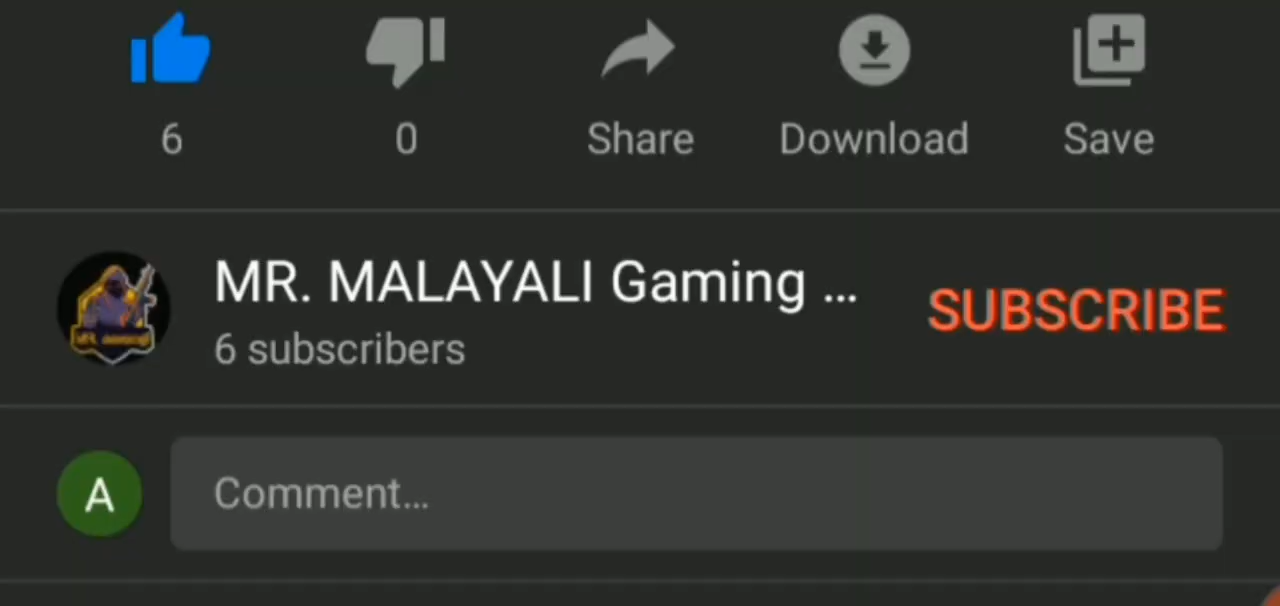 6 0 Share Download Save
MR. MALAYALI Gaming ...
6 subscribers
SUBSCRIBE
A
Comment...